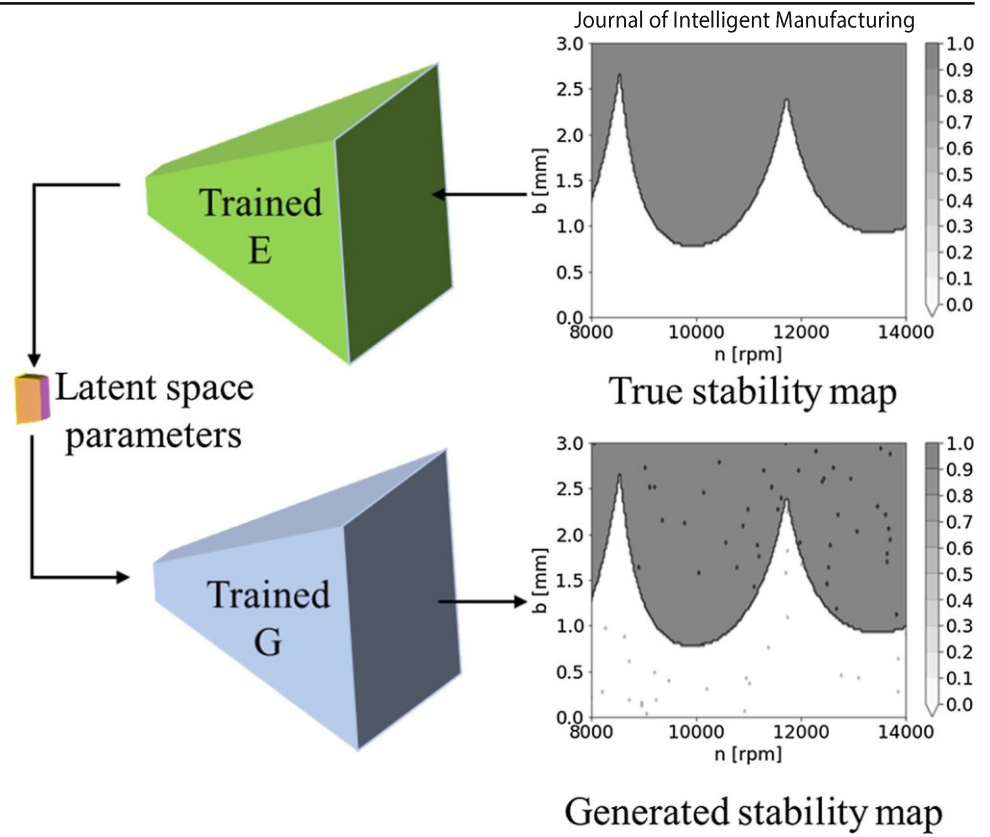 Journal of Intelligent Manufacturing
3.0
2.5
2.0
1.5
1.0
0.5
0.0
b [mm]
8000 10000 12000 14000
n [rpm]
1.0
0.9
0.8
0.7
0.6
0.5
0.4
0.3
0.2
0.1
0.0
True stability map
Trained
E
Latent space
parameters
Trained
G
3.0
2.5
2.0
1.5
1.0
0.5
0.0
b [mm]
8000 10000 12000 14000
n [rpm]
1.0
0.9
0.8
0.7
0.6
0.5
0.4
0.3
0.2
0.1
0.0
Generated stability map